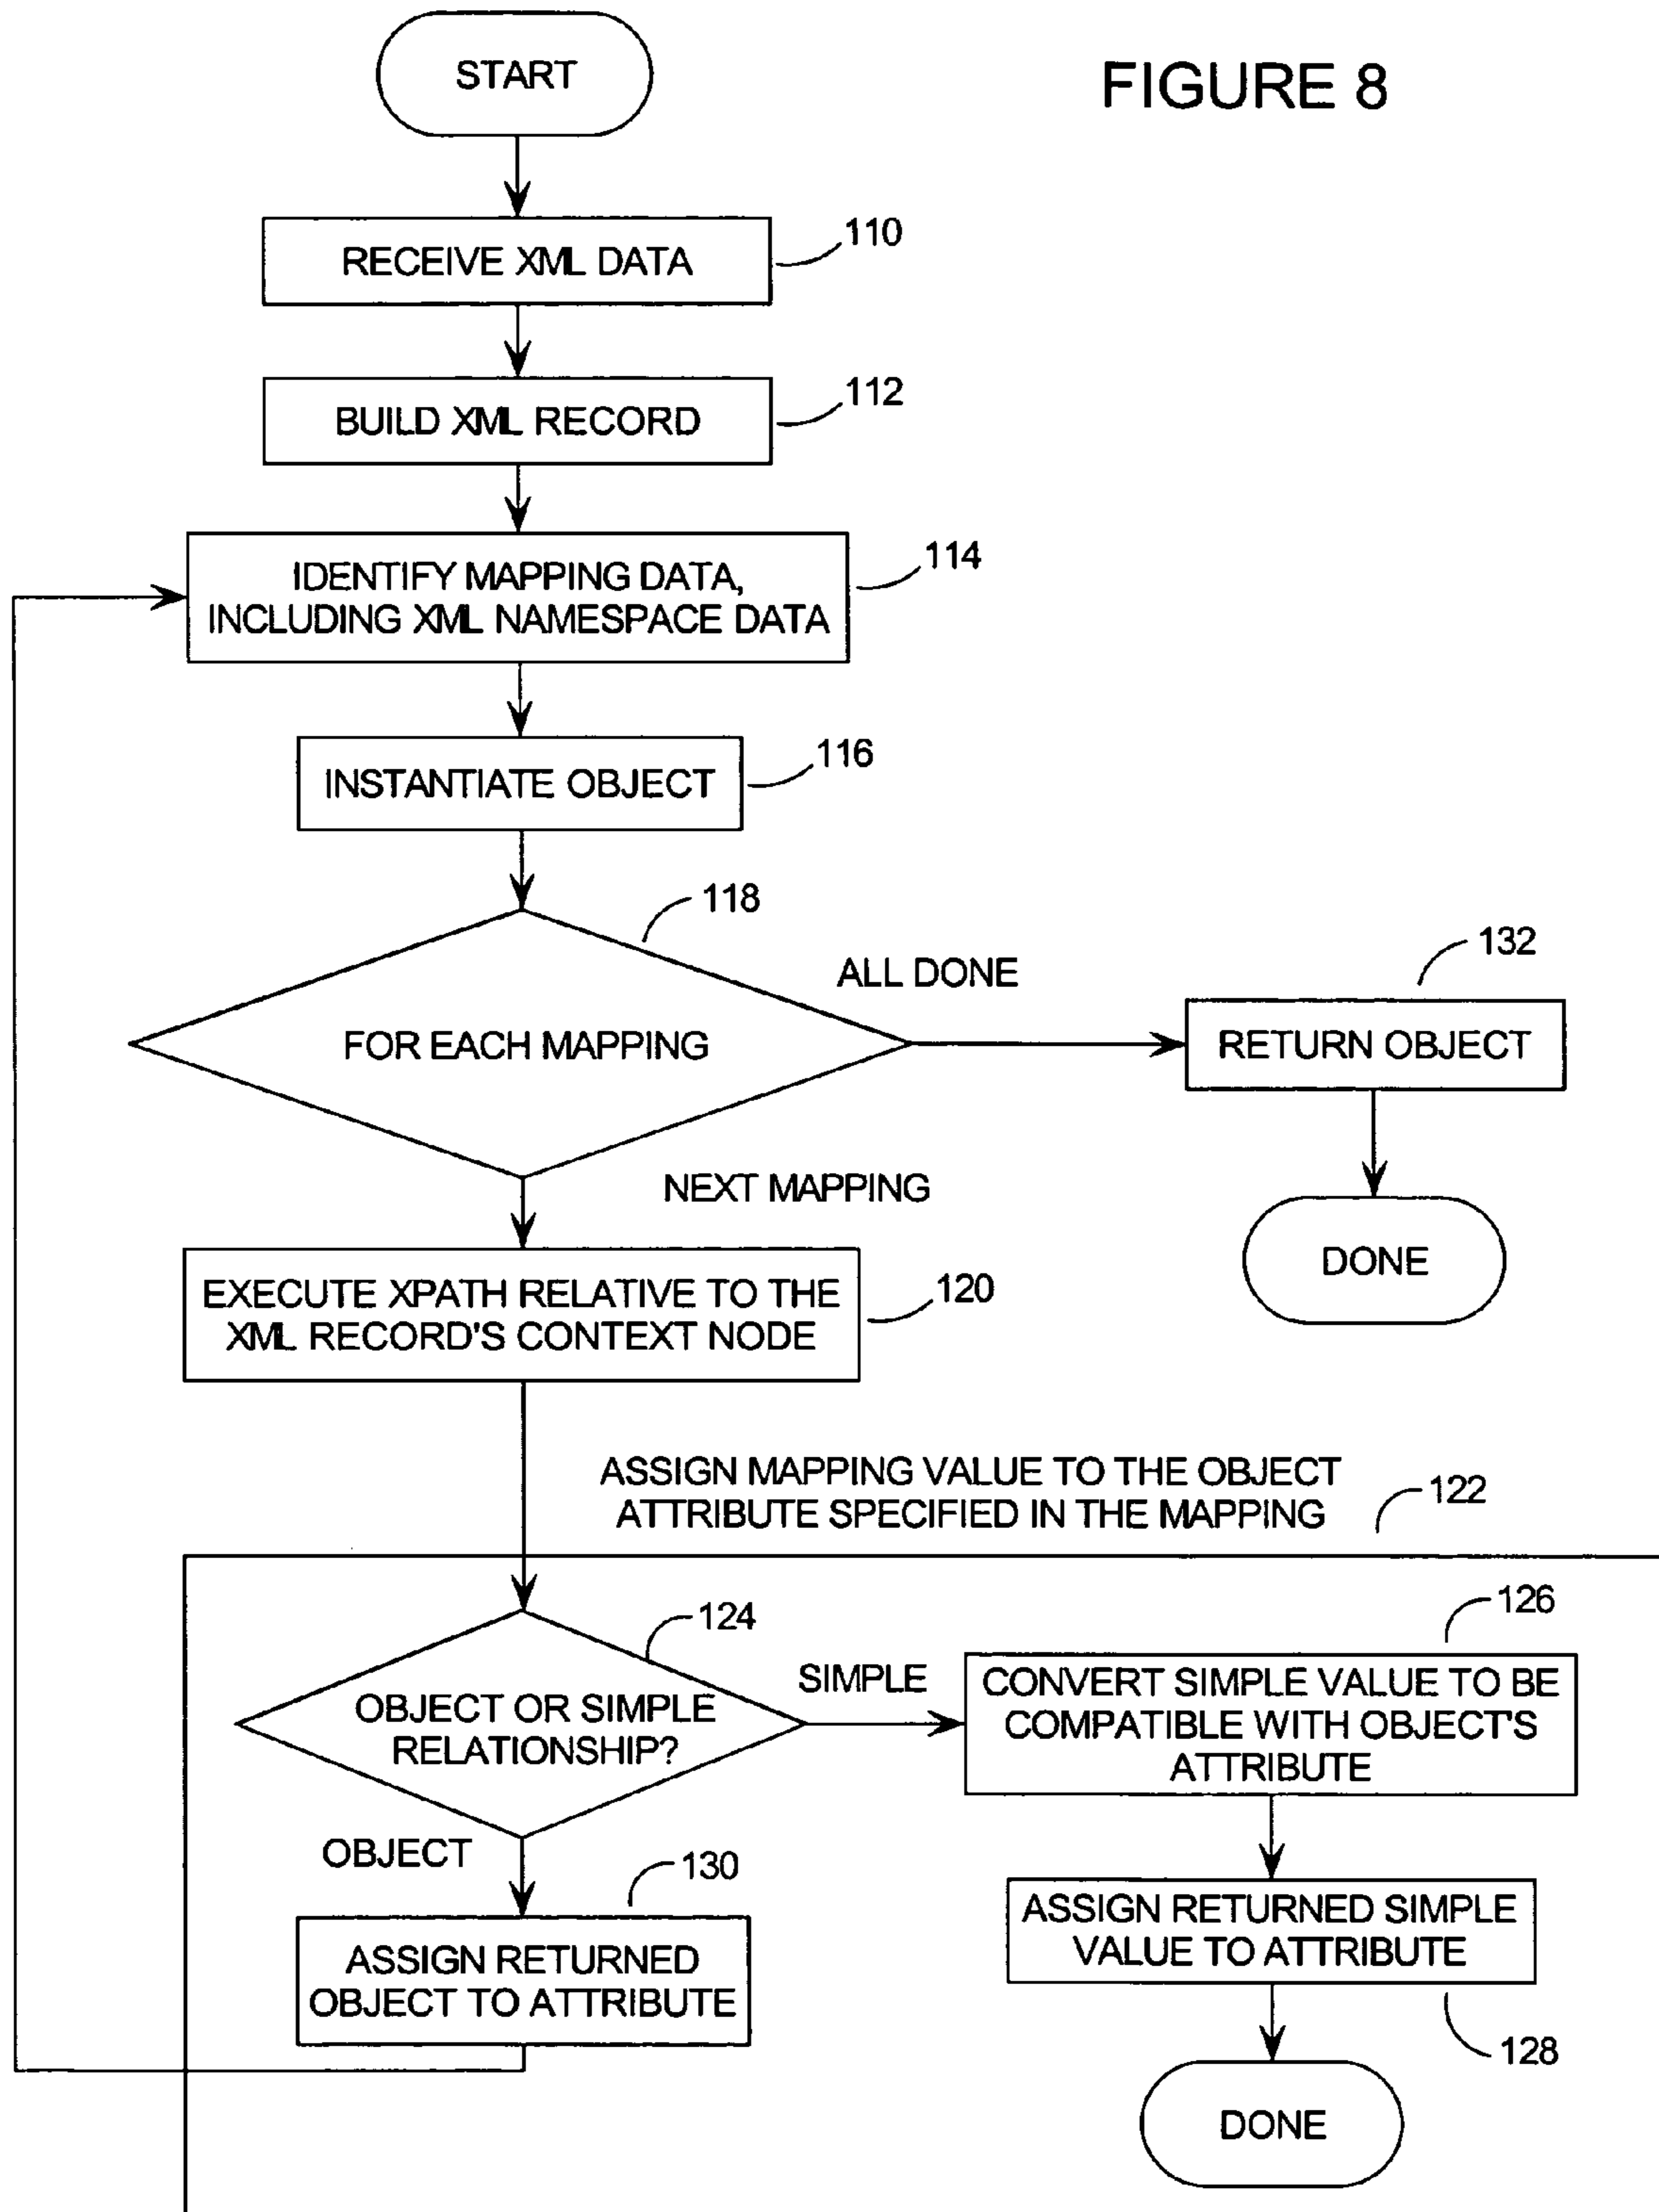 START
FIGURE 8
RECEIVE XML DATA
110
BUILD XML RECORD
112
IDENTIFY MAPPING DATA,
INCLUDING XML NAMESPACE DATA
114
INSTANTIATE OBJECT
116
118
FOR EACH MAPPING
ALL DONE
132
RETURN OBJECT
DONE
NEXT MAPPING
EXECUTE XPATH RELATIVE TO THE
XML RECORD'S CONTEXT NODE
120
ASSIGN MAPPING VALUE TO THE OBJECT
ATTRIBUTE SPECIFIED IN THE MAPPING
122
124
OBJECT OR SIMPLE
RELATIONSHIP?
SIMPLE
126
CONVERT SIMPLE VALUE TO BE
COMPATIBLE WITH OBJECT'S
ATTRIBUTE
OBJECT
130
ASSIGN RETURNED
OBJECT TO ATTRIBUTE
ASSIGN RETURNED SIMPLE
VALUE TO ATTRIBUTE
128
DONE